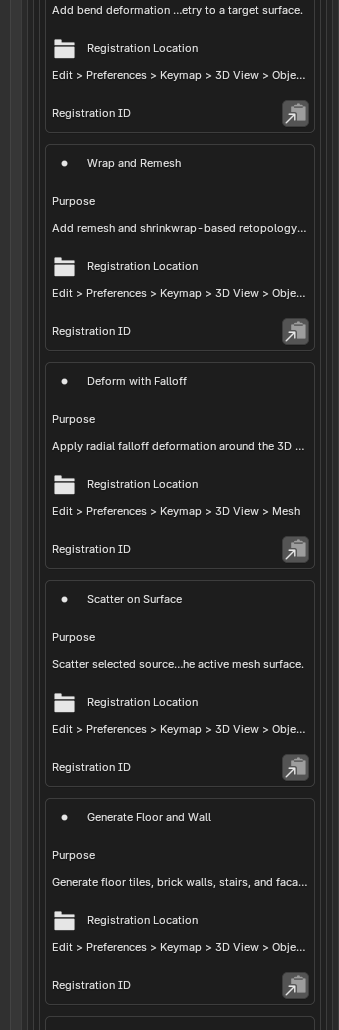 Add bend deformation ...etry to a target surface.
Registration Location
Edit > Preferences > Keymap > 3D View > Obje...
Registration ID
Wrap and Remesh
Purpose
Add remesh and shrinkwrap-based retopology...
Registration Location
Edit > Preferences > Keymap > 3D View > Obje...
Registration ID
Deform with Falloff
Purpose
Apply radial falloff deformation around the 3D ...
Registration Location
Edit > Preferences > Keymap > 3D View > Mesh
Registration ID
Scatter on Surface
Purpose
Scatter selected source...he active mesh surface.
Registration Location
Edit > Preferences > Keymap > 3D View > Obje...
Registration ID
Generate Floor and Wall
Purpose
Generate floor tiles, brick walls, stairs, and faca...
Registration Location
Edit > Preferences > Keymap > 3D View > Obje...
Registration ID